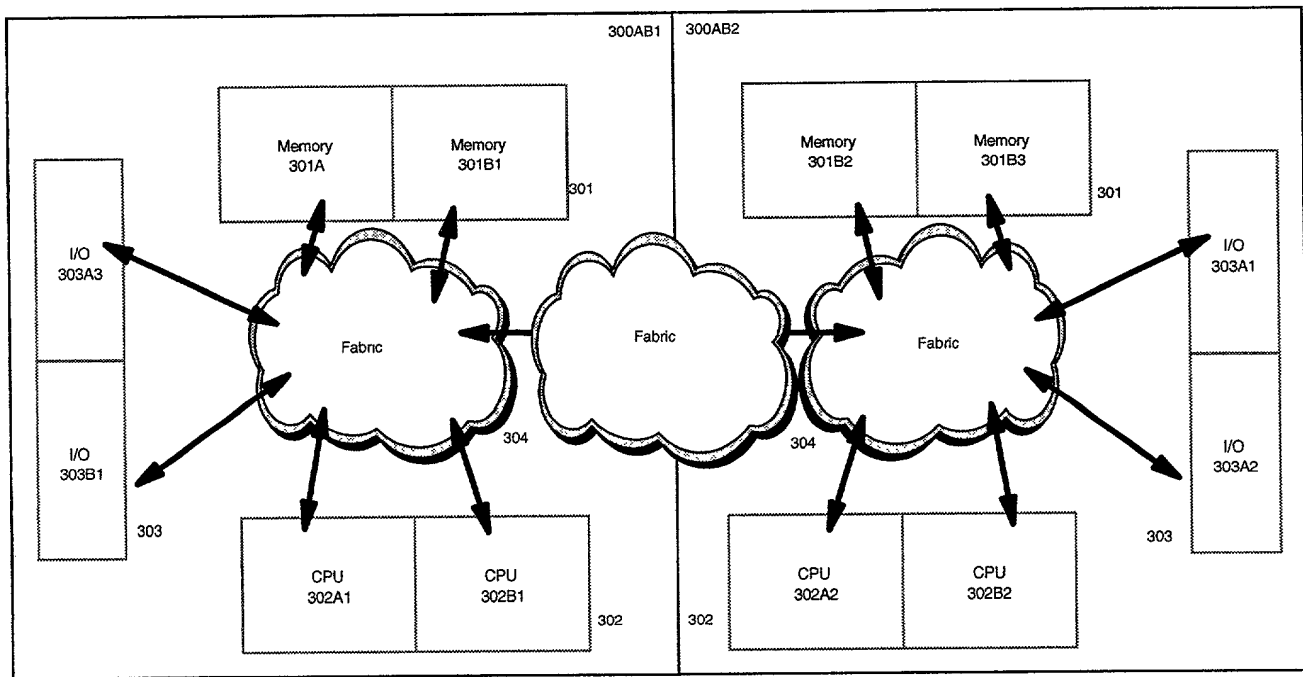 300AB1
300AB2
Memory
301A
Memory
301B1
301
Memory
301B2
Memory
301B3
301
I/O
303A3
I/O
303B1
303
Fabric
304
Fabric
304
Fabric
I/O
303A1
I/O
303A2
303
CPU
302A1
CPU
302B1
302
302
CPU
302A2
CPU
302B2